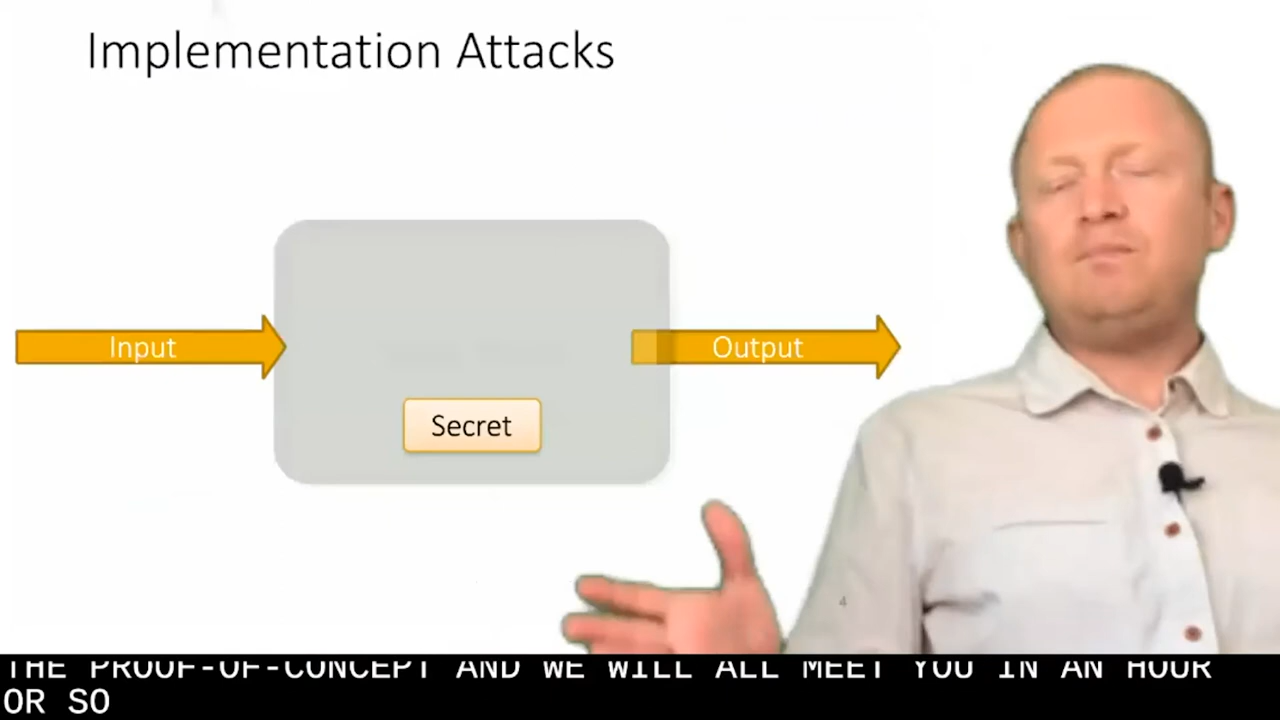 Implementation Attacks
Input
Output
Secret
4
THE PROOF-OF-CONCEPT AND WE WILL ALL MEET YOU IN AN HOUR
OR SO